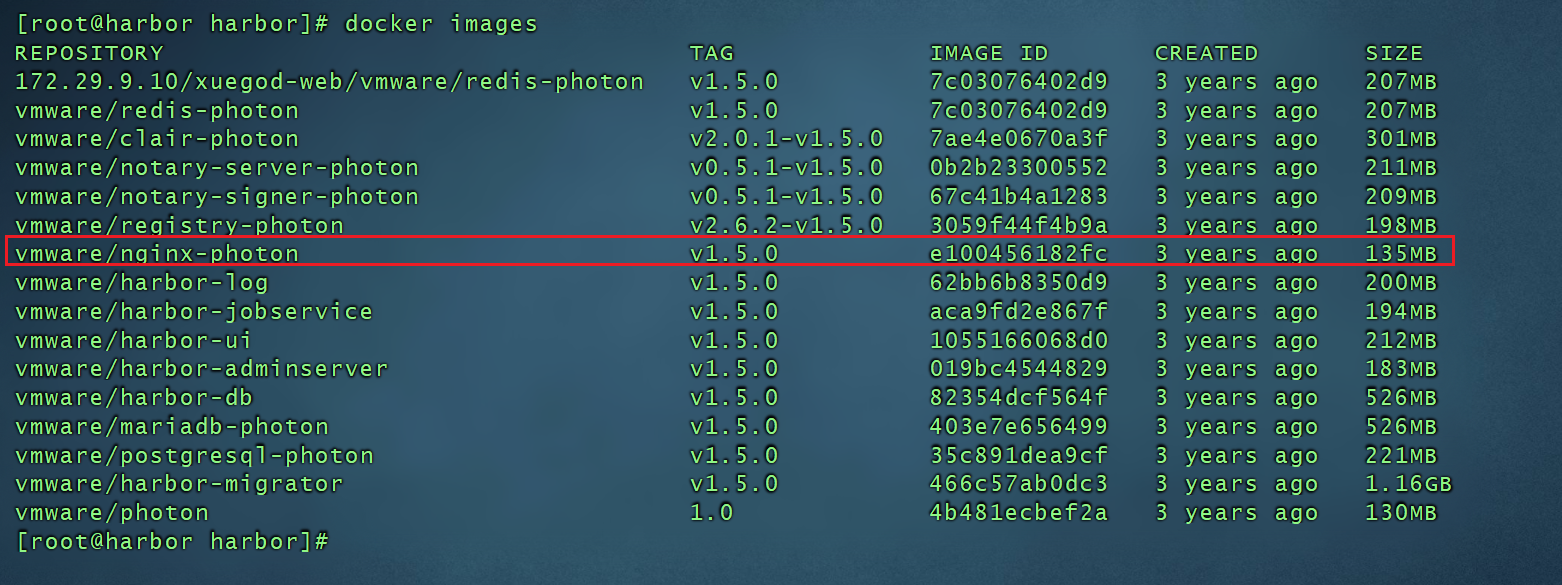 [root@harbor harbor]# docker images
REPOSITORY TAG IMAGE ID CREATED SIZE
172.29.9.10/xuegod-web/vmware/redis-photon v1.5.0 7c03076402d9 3 years ago 207MB
vmware/redis-photon v1.5.0 7c03076402d9 3 years ago 207MB
vmware/clair-photon v2.0.1-v1.5.0 7ae4e0670a3f 3 years ago 301MB
vmware/notary-server-photon v0.5.1-v1.5.0 0b2b23300552 3 years ago 211MB
vmware/notary-signer-photon v0.5.1-v1.5.0 67c41b4a1283 3 years ago 209MB
vmware/registry-photon v2.6.2-v1.5.0 3059f44f4b9a 3 years ago 198MB
vmware/nginx-photon v1.5.0 e100456182fc 3 years ago 135MB
vmware/harbor-log v1.5.0 62bb6b8350d9 3 years ago 200MB
vmware/harbor-jobservice v1.5.0 aca9fd2e867f 3 years ago 194MB
vmware/harbor-ui v1.5.0 1055166068d0 3 years ago 212MB
vmware/harbor-adminserver v1.5.0 019bc4544829 3 years ago 183MB
vmware/harbor-db v1.5.0 82354dcf564f 3 years ago 526MB
vmware/mariadb-photon v1.5.0 403e7e656499 3 years ago 526MB
vmware/postgresql-photon v1.5.0 35c891dea9cf 3 years ago 221MB
vmware/harbor-migrator v1.5.0 466c57ab0dc3 3 years ago 1.16GB
vmware/photon 1.0 4b481ecbef2a 3 years ago 130MB
[root@harbor harbor]#